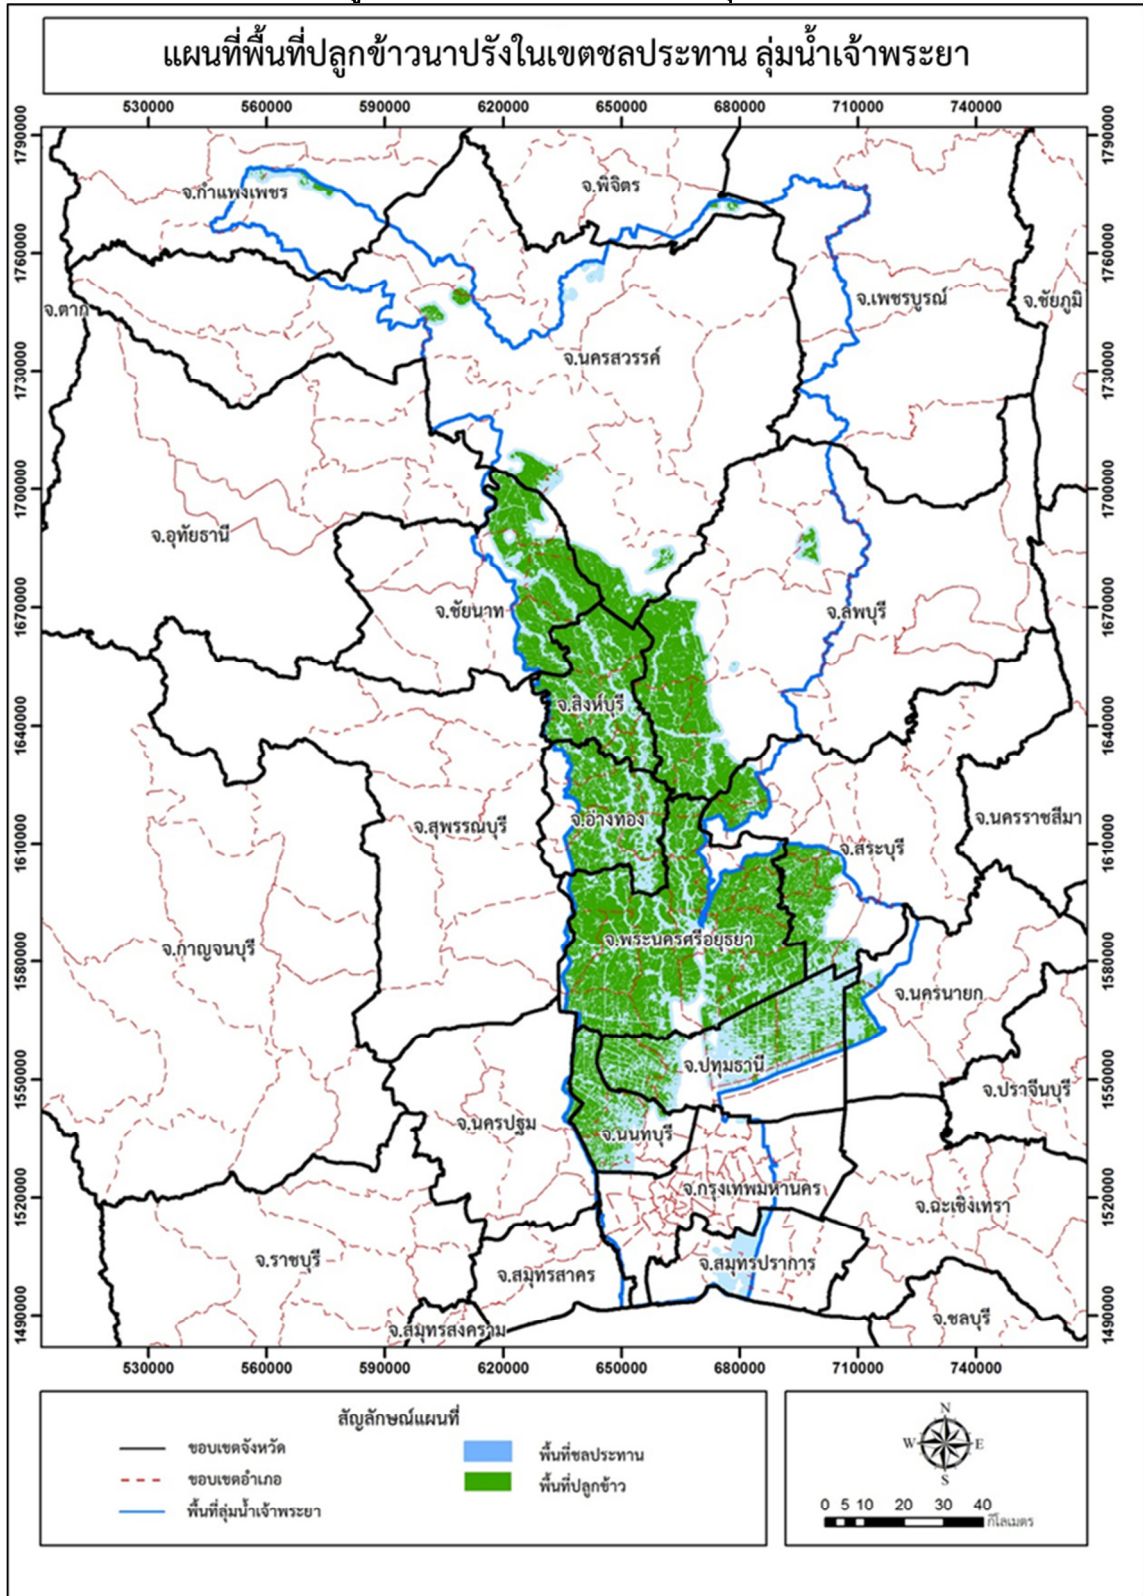 แผนที่พื้นที่ปลูกข้าวนาปรังในเขตชลประทาน ลุ่มน้ำเจ้าพระยา
530000 560000 590000 620000 650000 680000 710000 740000
1790000 1790000
จ.กำแพงเพชร จ.พิจิตร
1760000 1760000
จ.ตาก จ.เพชรบูรณ์ จ.ชัยภูมิ
จ.นครสวรรค์
1730000 1730000
1700000 1700000
จ.อุทัยธานี
1670000 1670000
จ.ชัยนาท จ.ลพบุรี
จ.สิงห์บุรี
1640000 1640000
จ.สุพรรณบุรี จ.อ่างทอง จ.นครราชสีมา
1610000 1610000
จ.สระบุรี
จ.กาญจนบุรี จ.พระนครศรีอยุธยา
1580000 1580000
จ.นครนายก
จ.ปทุมธานี
1550000 1550000
จ.ปราจีนบุรี
จ.นครปฐม จ.นนทบุรี
1520000 1520000
จ.กรุงเทพมหานคร จ.ฉะเชิงเทรา
จ.ราชบุรี จ.สมุทรสาคร จ.สมุทรปราการ
1490000 1490000
จ.สมุทรสงคราม จ.ชลบุรี
530000 560000 590000 620000 650000 680000 710000 740000
สัญลักษณ์แผนที่
ขอบเขตจังหวัด
ขอบเขตอำเภอ
พื้นที่ลุ่มน้ำเจ้าพระยา
พื้นที่ชลประทาน
พื้นที่ปลูกข้าว
N
W E
S
0 5 10 20 30 40
กิโลเมตร